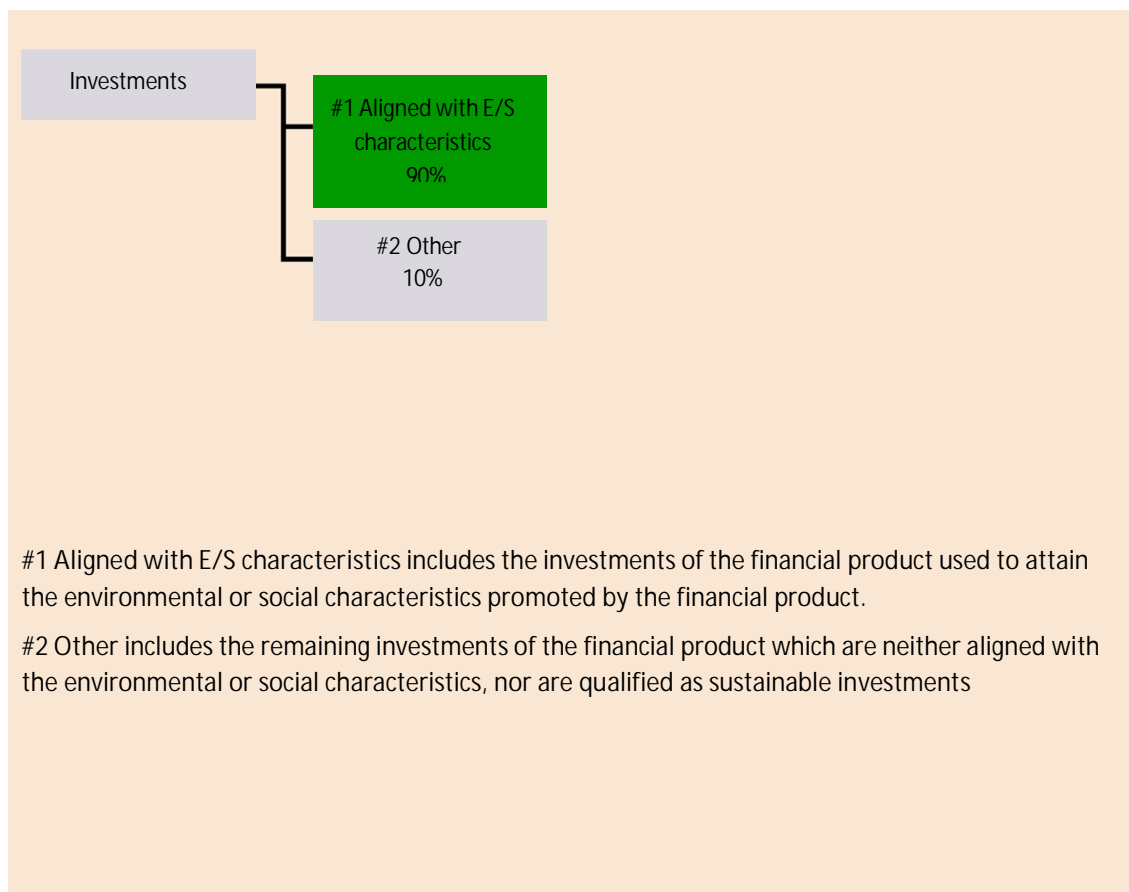 Investments
#1 Aligned with E/S
characteristics
90%
#2 Other
10%
#1 Aligned with E/S characteristics includes the investments of the financial product used to attain
the environmental or social characteristics promoted by the financial product.
#2 Other includes the remaining investments of the financial product which are neither aligned with
the environmental or social characteristics, nor are qualified as sustainable investments